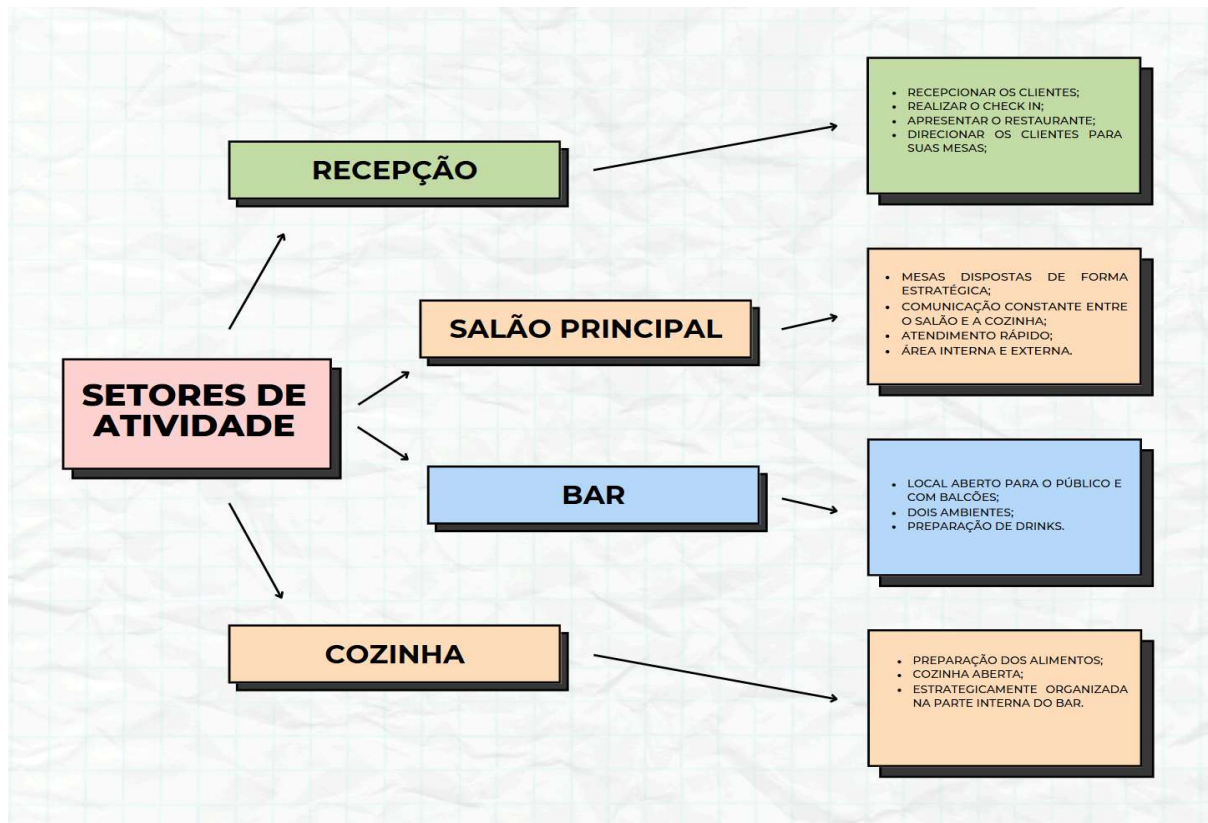 RECEPÇÃO
• RECEPCIONAR OS CLIENTES;
• REALIZAR O CHECK IN;
• APRESENTAR O RESTAURANTE;
• DIRECIONAR OS CLIENTES PARA
SUAS MESAS;
SALÃO PRINCIPAL
• MESAS DISPOSTAS DE FORMA
ESTRATÉGICA;
• COMUNICAÇÃO CONSTANTE ENTRE
O SALÃO E A COZINHA;
• ATENDIMENTO RÁPIDO;
• ÁREA INTERNA E EXTERNA.
SETORES DE
ATIVIDADE
BAR
• LOCAL ABERTO PARA O PÚBLICO E
COM BALCÕES;
• DOIS AMBIENTES;
• PREPARAÇÃO DE DRINKS.
COZINHA
• PREPARAÇÃO DOS ALIMENTOS;
• COZINHA ABERTA;
• ESTRATEGICAMENTE ORGANIZADA
NA PARTE INTERNA DO BAR.